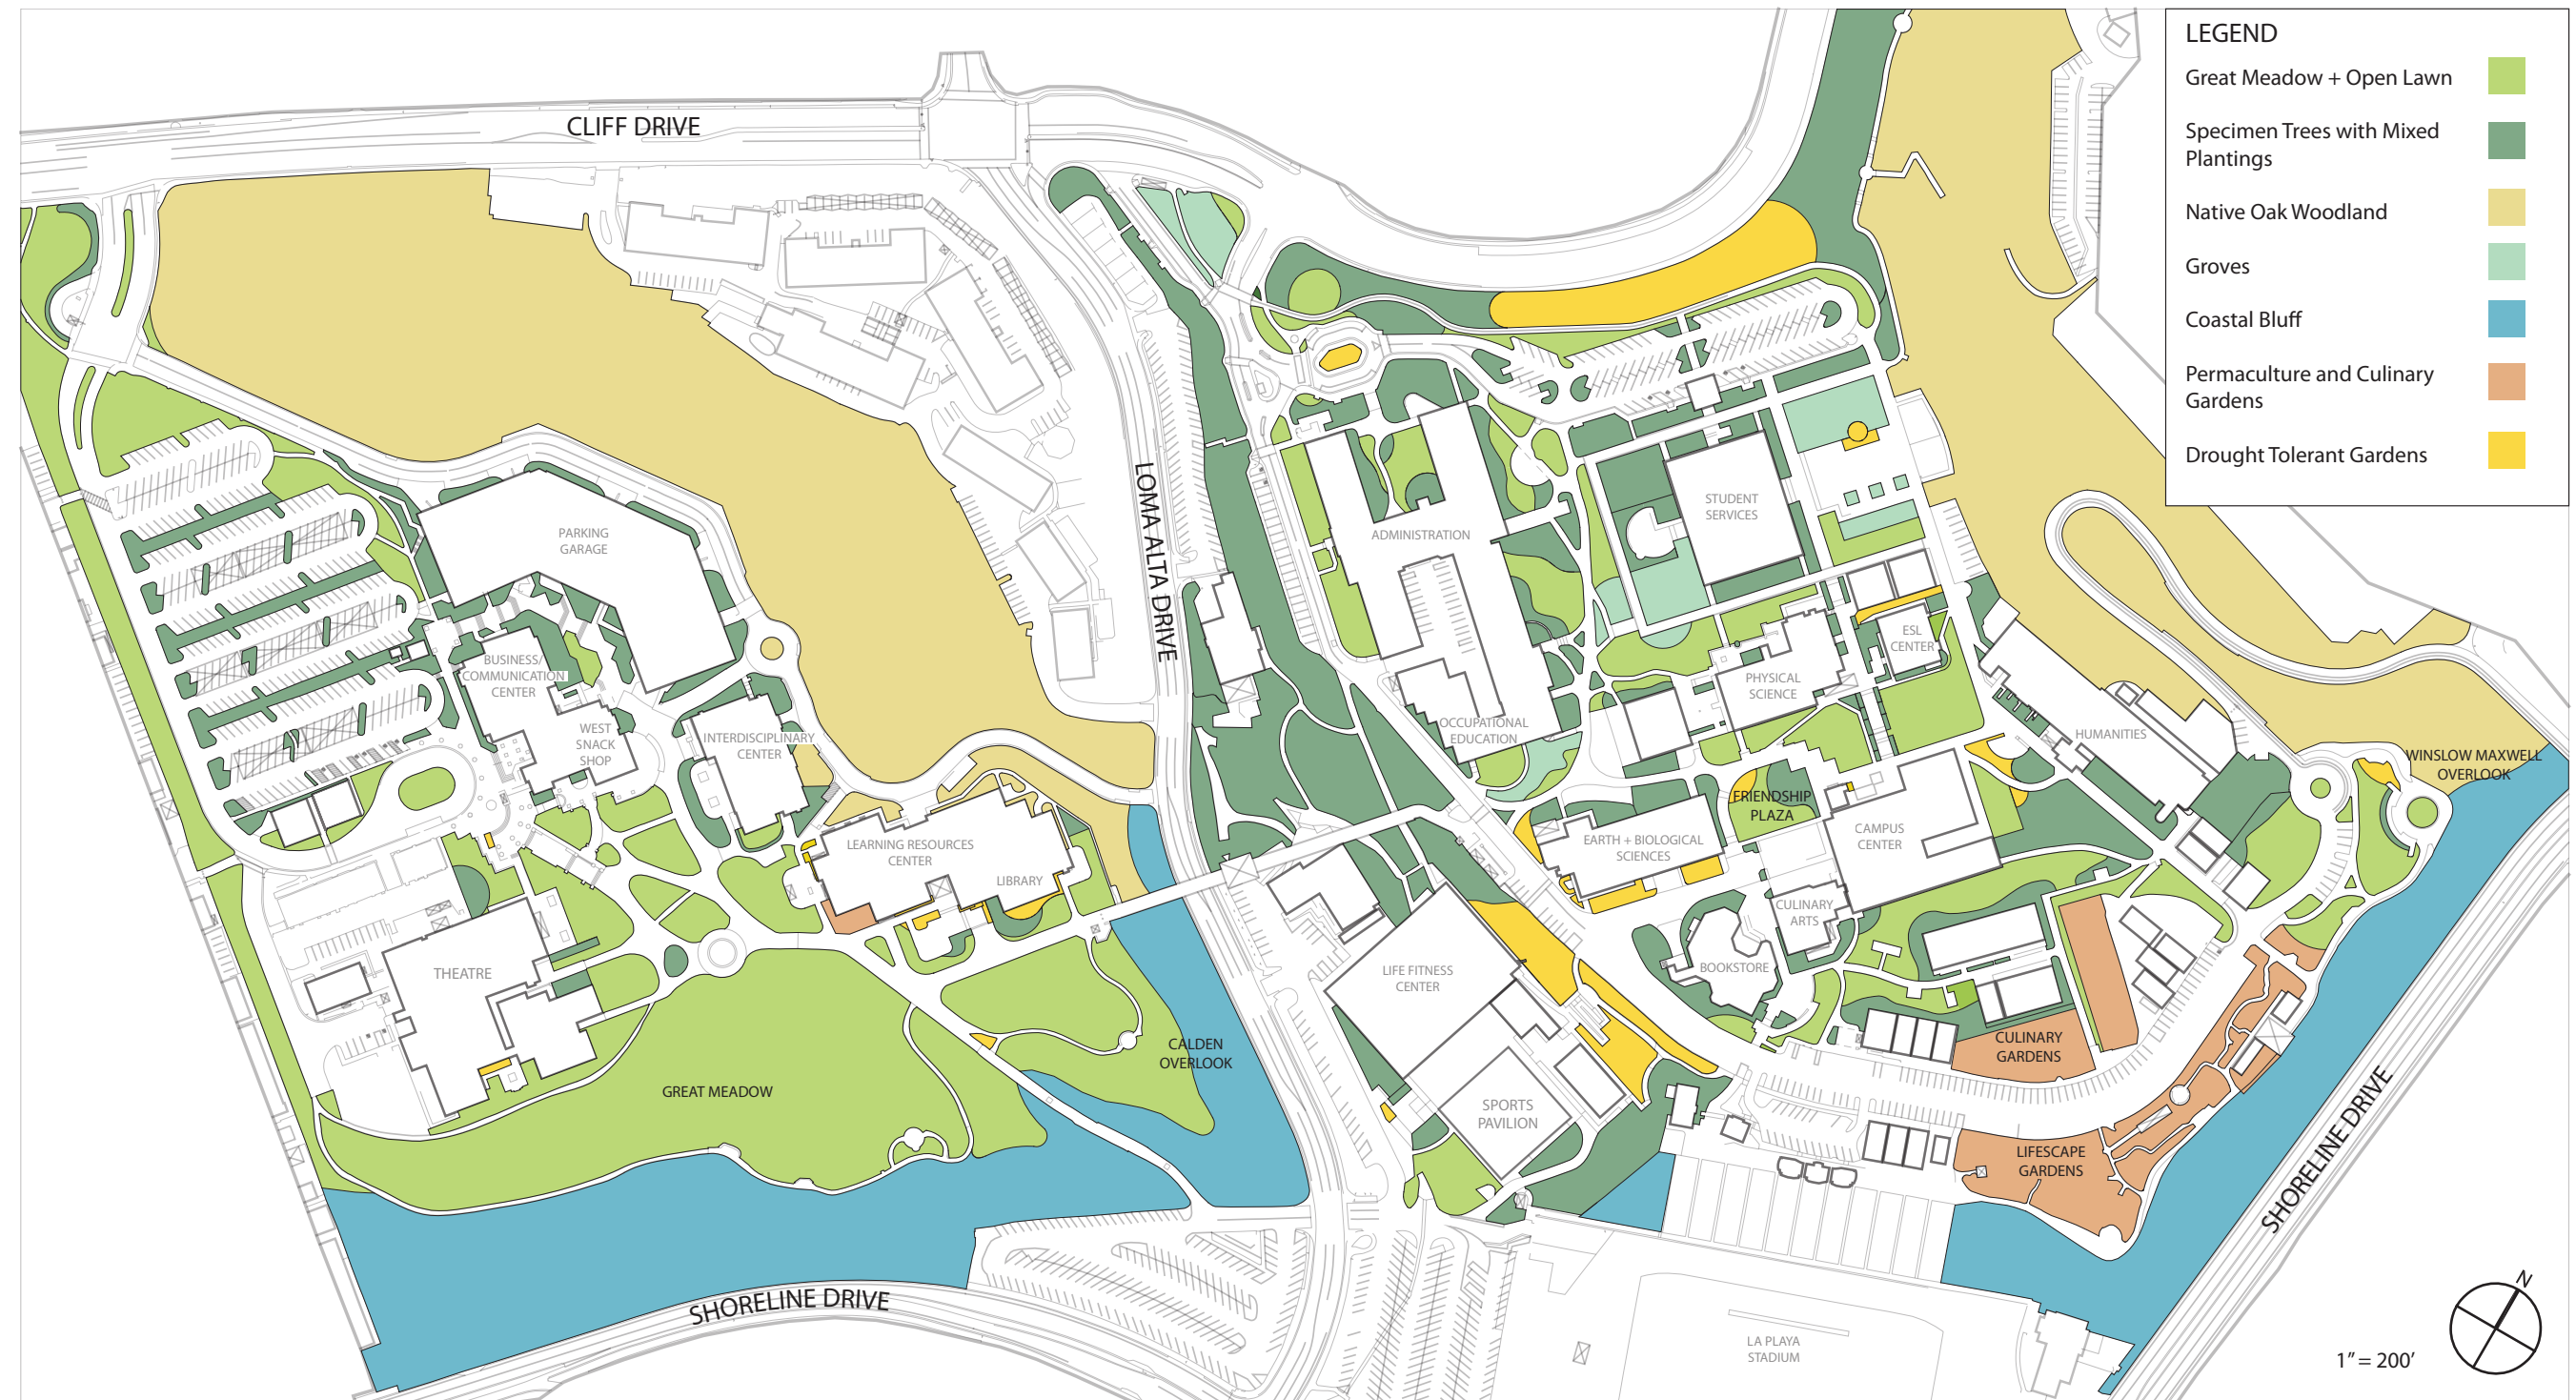 LEGEND
Great Meadow + Open Lawn
Specimen Trees with Mixed
Plantings
Native Oak Woodland
Groves
Coastal Bluff
Permaculture and Culinary
Gardens
Drought Tolerant Gardens
CLIFF DRIVE
LOMA ALTA DRIVE
PARKING
GARAGE
BUSINESS/
COMMUNICATION
CENTER
WEST
SNACK
SHOP
INTERDISCIPLINARY
CENTER
LEARNING RESOURCES
CENTER
LIBRARY
THEATRE
GREAT MEADOW
CALDEN
OVERLOOK
SHORELINE DRIVE
ADMINISTRATION
STUDENT
SERVICES
OCCUPATIONAL
EDUCATION
PHYSICAL
SCIENCE
ESL
CENTER
HUMANITIES
WINSLOW MAXWELL
OVERLOOK
FRIENDSHIP
PLAZA
EARTH + BIOLOGICAL
SCIENCES
CAMPUS
CENTER
CULINARY
ARTS
BOOKSTORE
LIFE FITNESS
CENTER
SPORTS
PAVILION
CULINARY
GARDENS
LIFESCAPE
GARDENS
SHORELINE DRIVE
LA PLAYA
STADIUM
N
1” = 200’